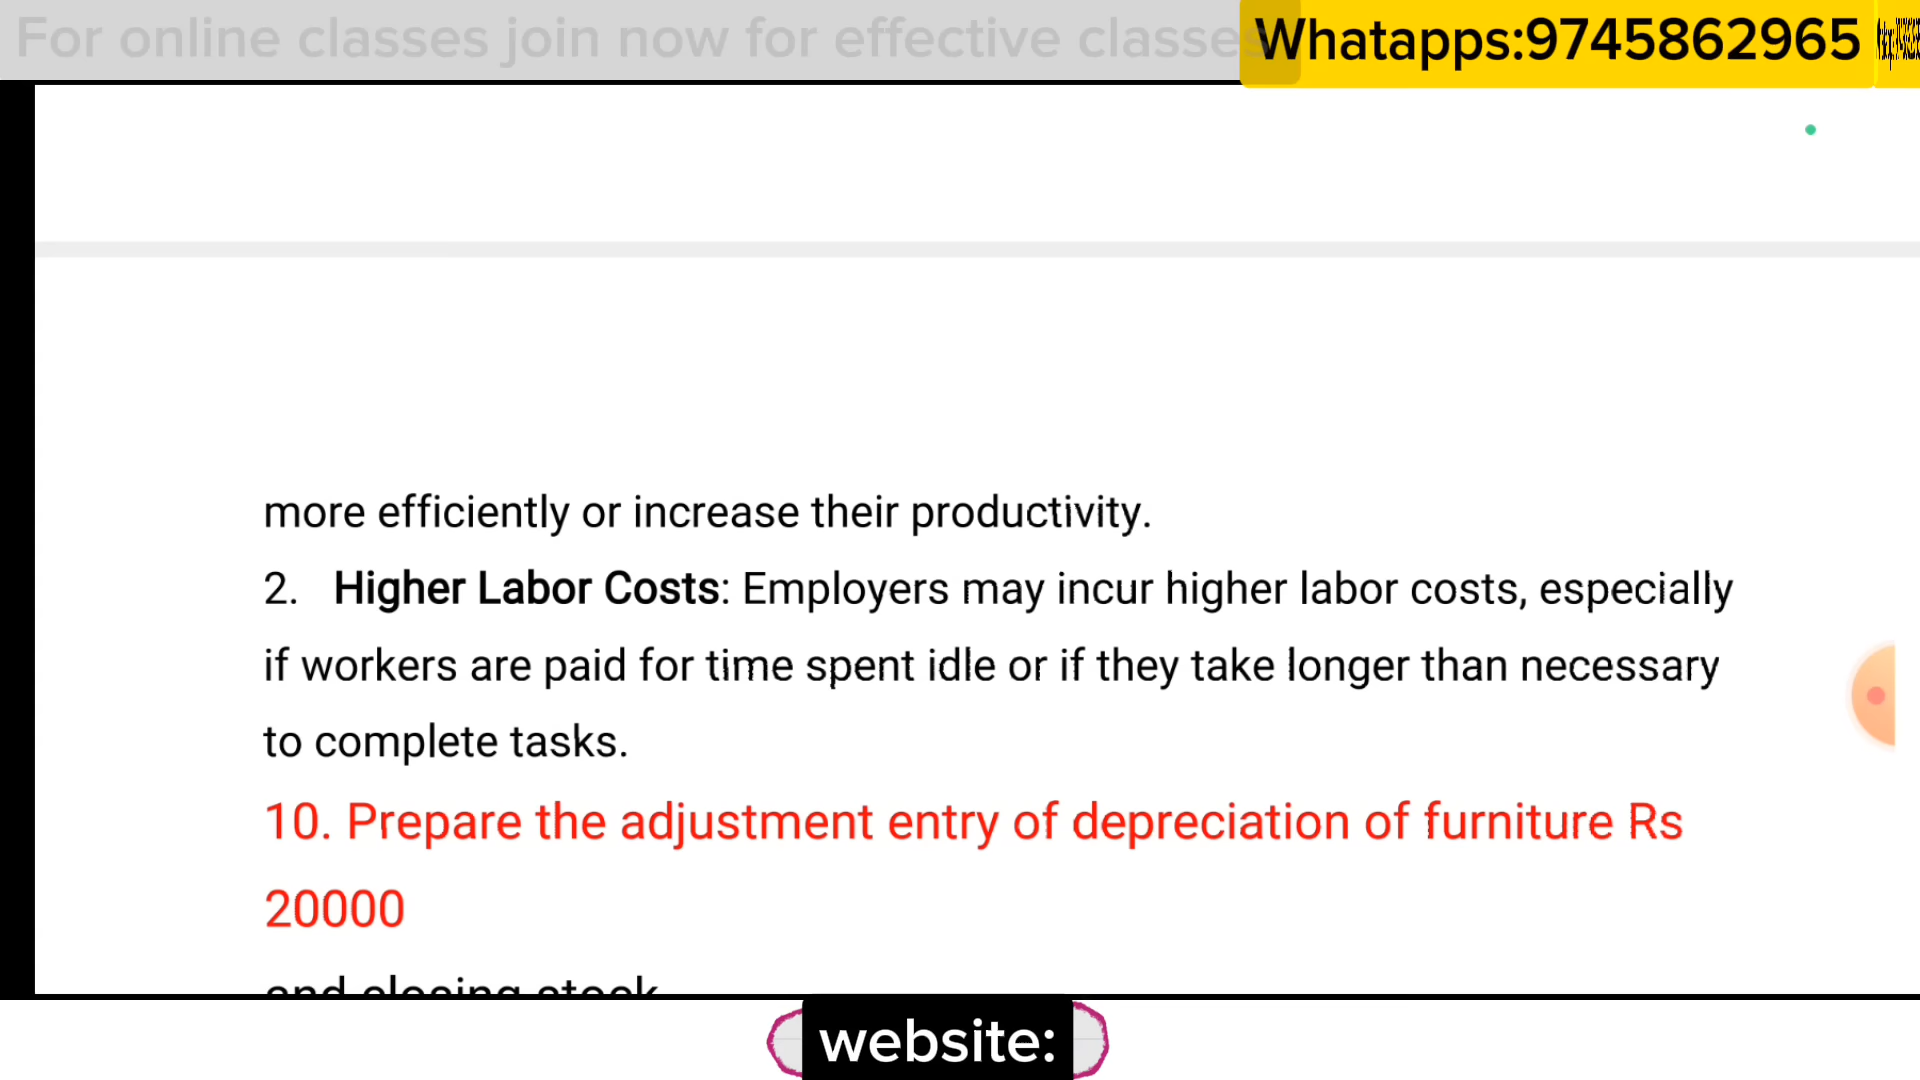 For online classes join now for effective classes
Whatapps:9745862965
more efficiently or increase their productivity.
2. Higher Labor Costs: Employers may incur higher labor costs, especially
if workers are paid for time spent idle or if they take longer than necessary
to complete tasks.
10. Prepare the adjustment entry of depreciation of furniture Rs
20000
and closing stock
website: